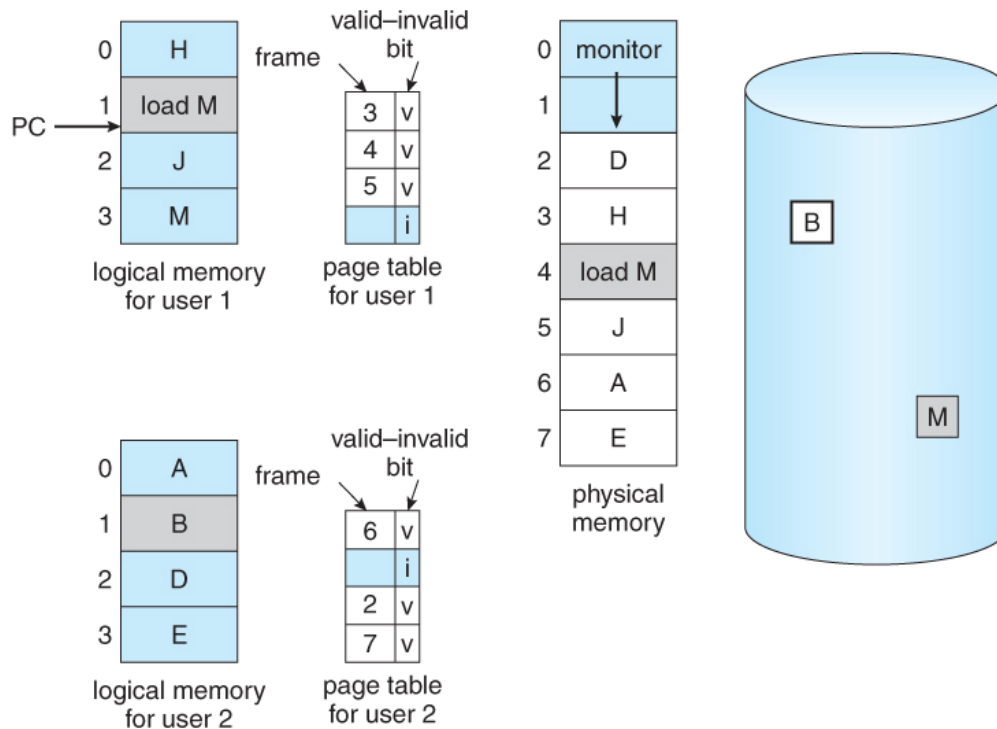 0 H
1 load M
PC
2 J
3 M
logical memory
for user 1
valid–invalid
bit
frame
3 v
4 v
5 v
i
page table
for user 1
0 monitor
1
2 D
3 H
4 load M
5 J
6 A
7 E
physical
memory
B
M
0 A
1 B
2 D
3 E
logical memory
for user 2
valid–invalid
bit
frame
6 v
i
2 v
7 v
page table
for user 2